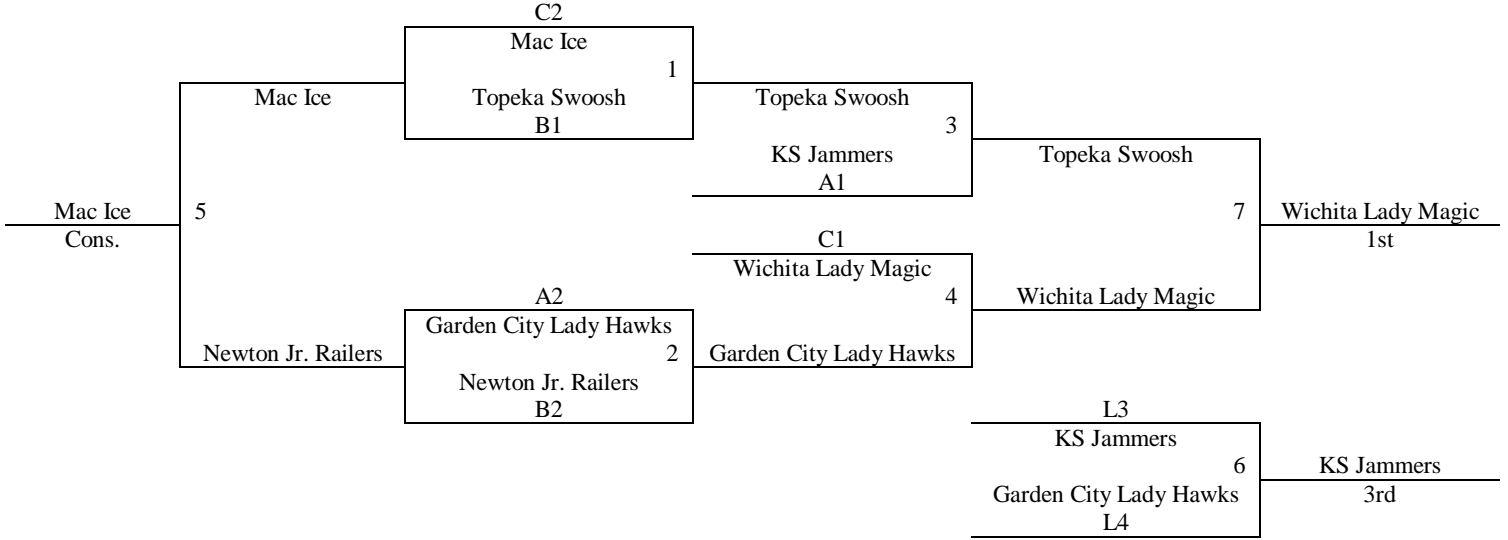 C2
Mac Ice
1
Mac Ice
Topeka Swoosh
Topeka Swoosh
B1
3
KS Jammers
Topeka Swoosh
A1
Mac Ice
5
7
Wichita Lady Magic
Cons.
C1
1st
Wichita Lady Magic
A2
4
Wichita Lady Magic
Garden City Lady Hawks
Newton Jr. Railers
2
Garden City Lady Hawks
Newton Jr. Railers
B2
L3
KS Jammers
6
KS Jammers
Garden City Lady Hawks
3rd
L4